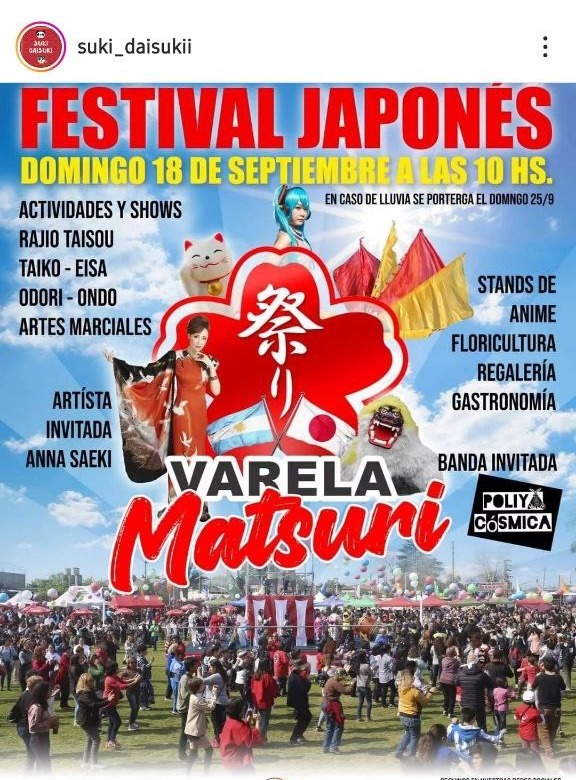 suki_daisukii
SUKI
DAISUKI
FESTIVAL JAPONÉS
DOMINGO 18 DE SEPTIEMBRE A LAS 10 HS.
EN CASO DE LLUVIA SE PORTERGA EL DOMNGO 25/9
ACTIVIDADES Y SHOWS
RAJIO TAISOU
TAIKO - EISA
ODORI - ONDO
ARTES MARCIALES
STANDS DE
ANIME
FLORICULTURA
REGALERÍA
GASTRONOMÍA
祭り
ARTÍSTA
INVITADA
ANNA SAEKI
BANDA INVITADA
POLIY
CÓSMICA
VARELA
Matsuri